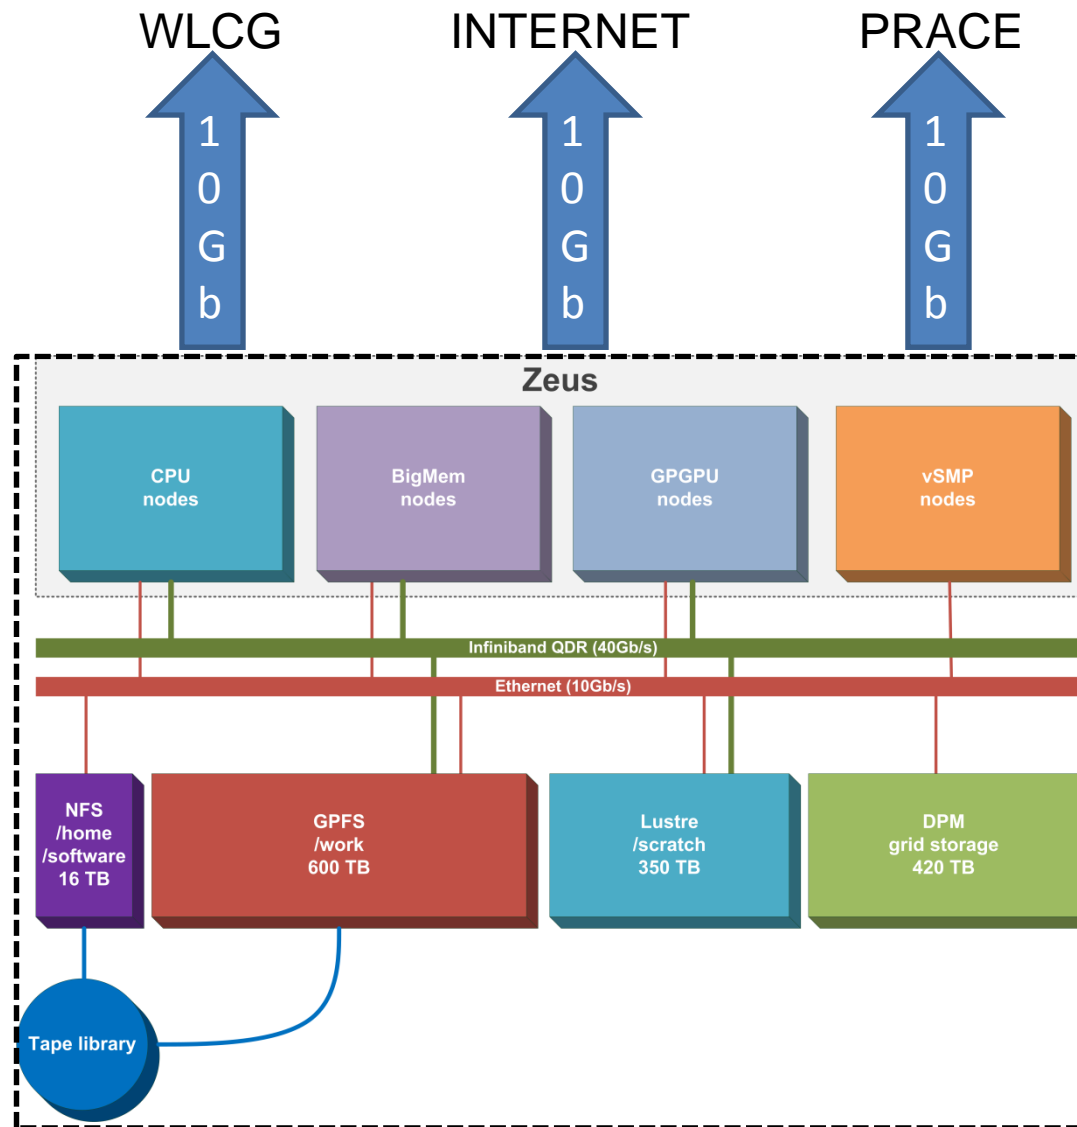 WLCG
INTERNET
PRACE
1
0
G
b
1
0
G
b
1
0
G
b
Zeus
CPU
nodes
BigMem
nodes
GPGPU
nodes
vSMP
nodes
Infiniband QDR (40Gb/s)
Ethernet (10Gb/s)
NFS
/home
/software
16 TB
GPFS
/work
600 TB
Lustre
/scratch
350 TB
DPM
grid storage
420 TB
Tape library